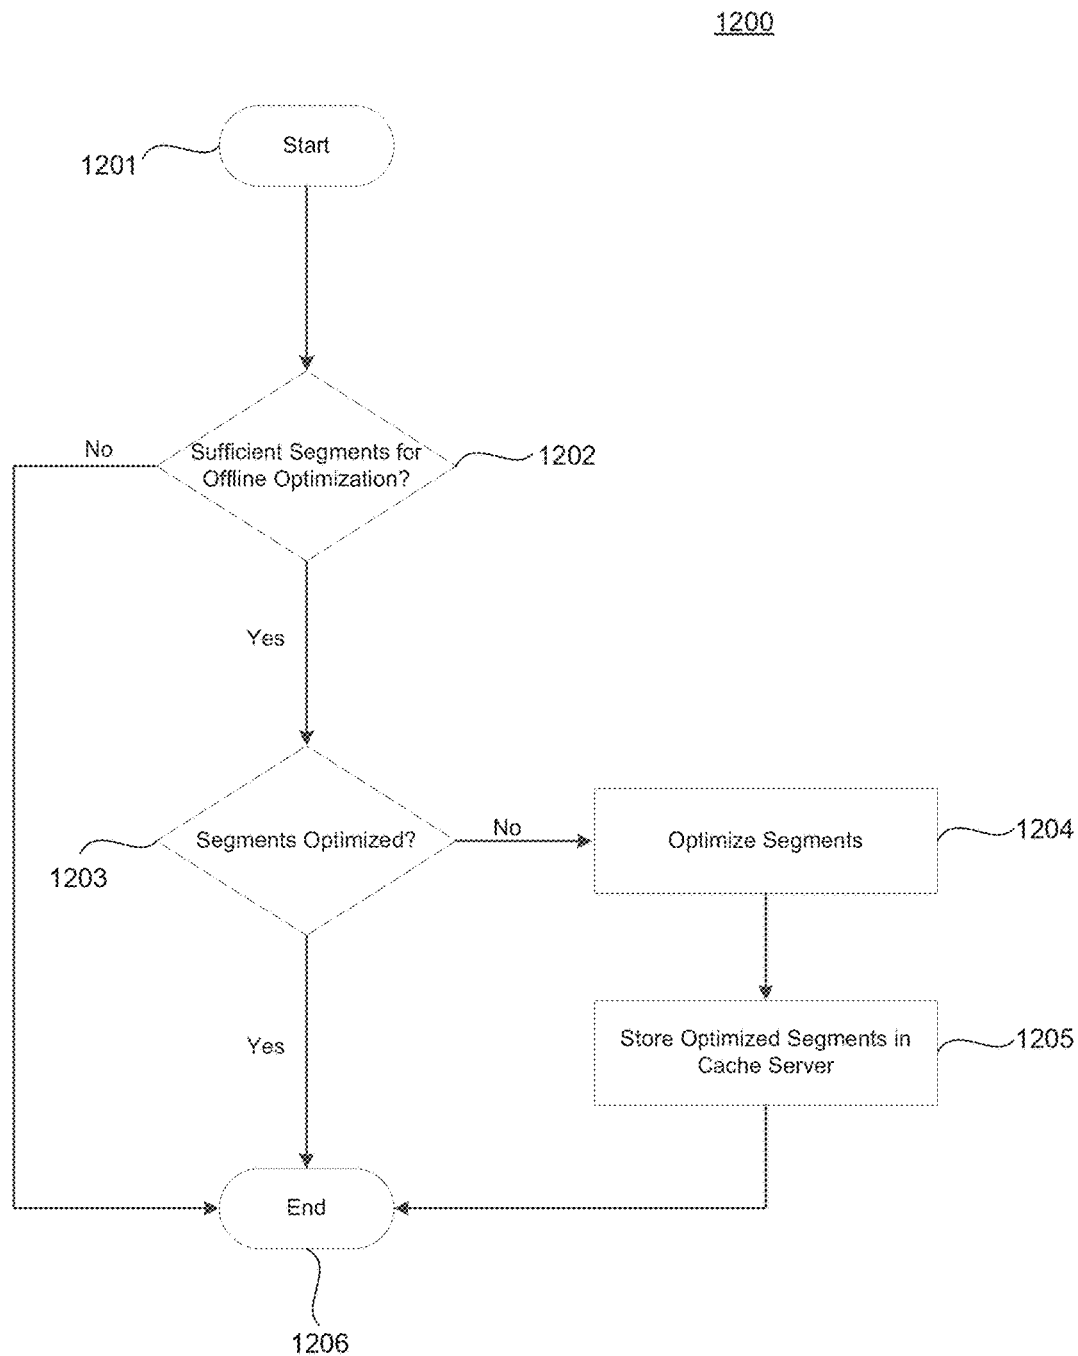 1200
Start
1201
No
Sufficient Segments for
Offline Optimization?
1202
Yes
Segments Optimized?
1203
No
Optimize Segments
1204
Store Optimized Segments in
Cache Server
1205
Yes
End
1206